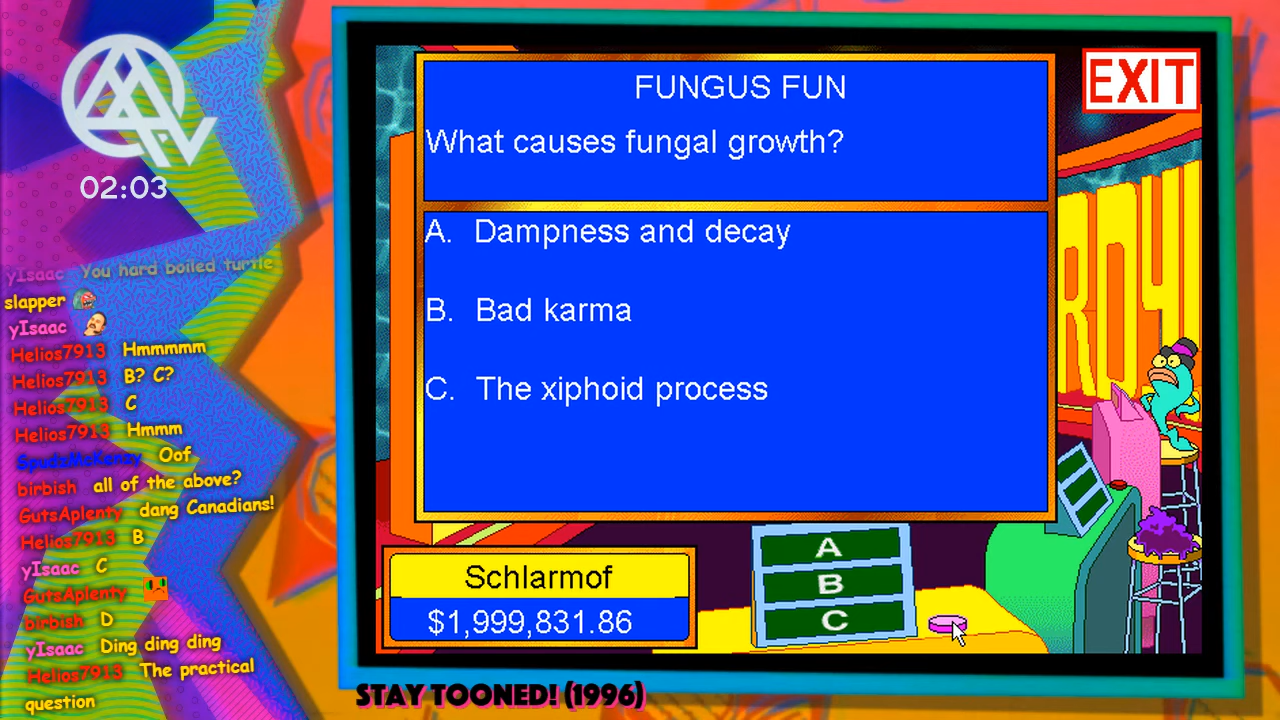 02:03
yIsaac You hard boiled turtle
slapper
yIsaac
Helios7913 Hmmmmm
Helios7913 B? C?
Helios7913 C
Helios7913 Hmmm
SpudsMcKenzy Oof
birbish all of the above?
GutsAplenty dang Canadians!
Helios7913 B
yIsaac C
GutsAplenty
birbish D
yIsaac Ding ding ding
Helios7913 The practical
question
FUNGUS FUN
What causes fungal growth?
A. Dampness and decay
B. Bad karma
C. The xiphoid process
EXIT
ROY
Schlarmof
$1,999,831.86
A
B
C
STAY TOONED! (1996)